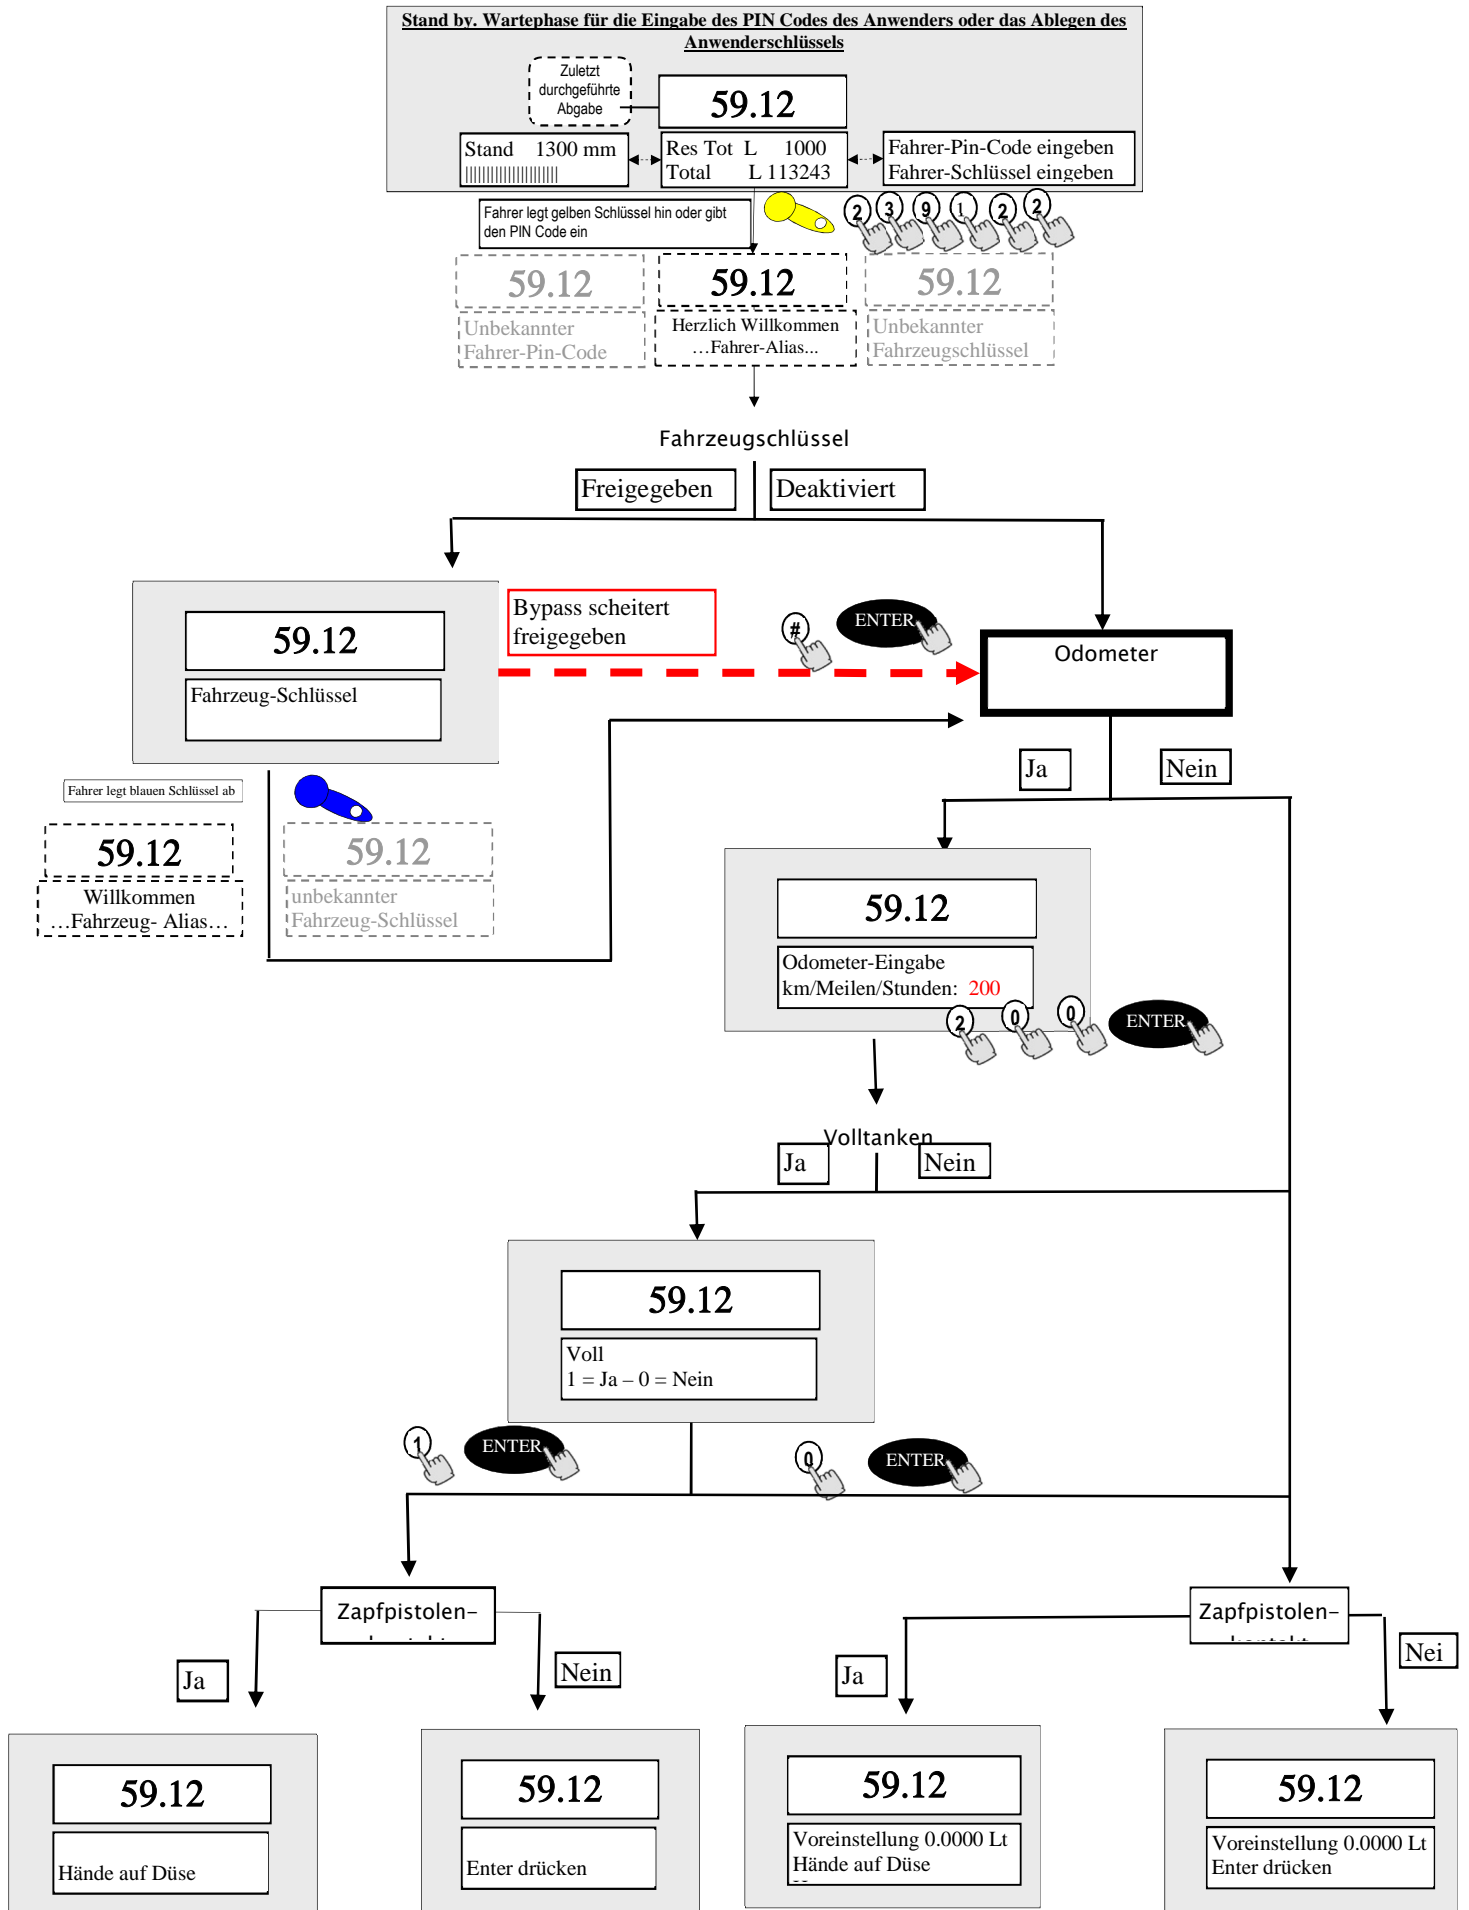 Stand by. Wartephase für die Eingabe des PIN Codes des Anwenders oder das Ablegen des
Anwenderschlüssels
Zuletzt
durchgeführte
Abgabe
59.12
Stand 1300 mm
||||||||||||||||||||||
Res Tot L 1000
Total L 113243
Fahrer-Pin-Code eingeben
Fahrer-Schlüssel eingeben
Fahrer legt gelben Schlüssel hin oder gibt
den PIN Code ein
2 3 9 1 2 2
59.12
Unbekannter
Fahrer-Pin-Code
59.12
Herzlich Willkommen
…Fahrer-Alias...
59.12
Unbekannter
Fahrzeugschlüssel
Fahrzeugschlüssel
Freigegeben
Deaktiviert
59.12
Fahrzeug-Schlüssel
Bypass scheitert
freigegeben
#
ENTER
Odometer
Ja
Nein
Fahrer legt blauen Schlüssel ab
59.12
Willkommen
…Fahrzeug- Alias…
59.12
unbekannter
Fahrzeug-Schlüssel
59.12
Odometer-Eingabe
km/Meilen/Stunden: 200
2 0 0
ENTER
Volltanken
Ja
Nein
59.12
Voll
1 = Ja – 0 = Nein
1
ENTER
0
ENTER
Zapfpistolen-
Zapfpistolen-
kontakt
Ja
Nein
Ja
Nei
59.12
Hände auf Düse
59.12
Enter drücken
59.12
Voreinstellung 0.0000 Lt
Hände auf Düse
59.12
Voreinstellung 0.0000 Lt
Enter drücken